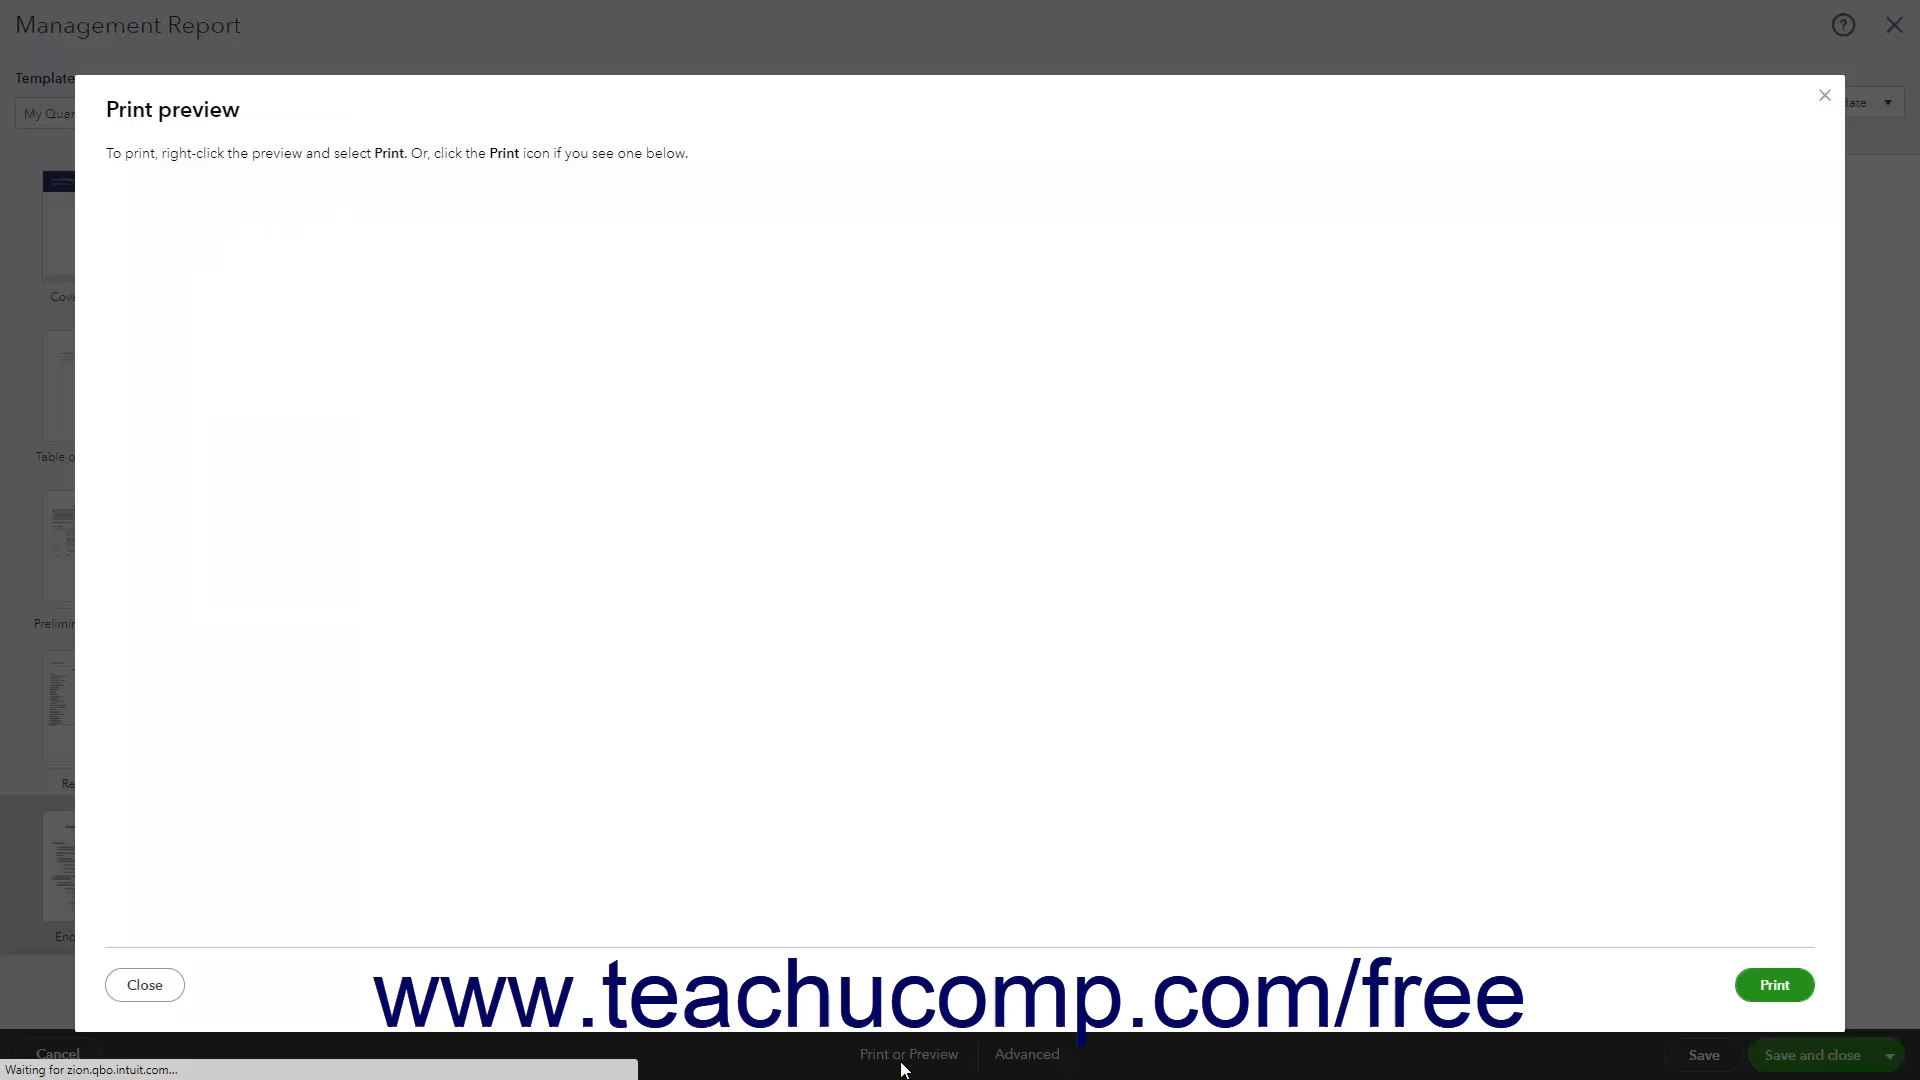 Management Report
Template
My Quar
ate
Print preview
To print, right-click the preview and select Print. Or, click the Print icon if you see one below.
Cove
Table o
Prelimin
Re
End
Close
www.teachucomp.com/free
Print
Cancel
Print or Preview
Advanced
Save
Save and close
Waiting for zion.qbo.intuit.com...